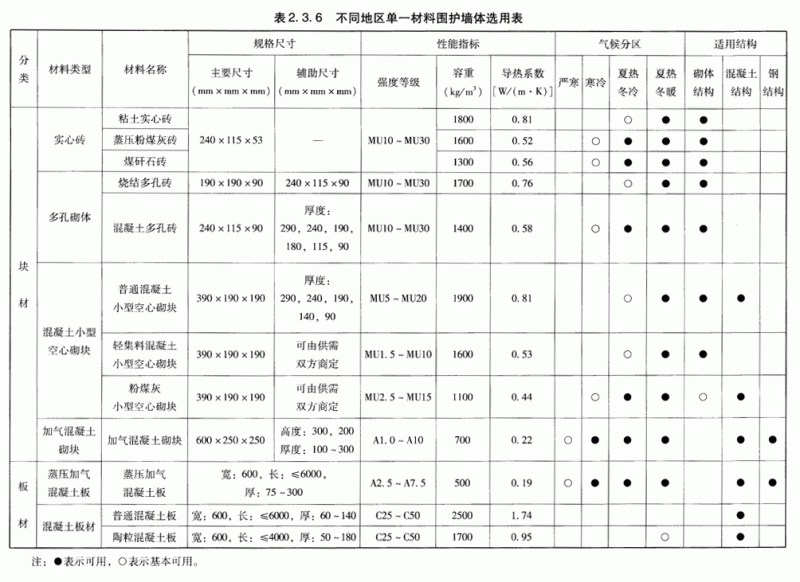 表2.3.6 不同地区单一材料围护墙体选用表
分类 材料类型 材料名称 规格尺寸 性能指标 气候分区 适用结构
主要尺寸 (mm×mm×mm) 辅助尺寸 (mm×mm×mm) 强度等级 容重 (kg/m³) 导热系数 [W/(m·K)] 严寒 寒冷 夏热冬冷 夏热冬暖 砌体结构 混凝土结构 钢结构
块材 实心砖 粘土实心砖 240×115×53 — MU10~MU30 1800 0.81 ○ ● ●
蒸压粉煤灰砖 1600 0.52 ○ ● ● ●
煤矸石砖 1300 0.56 ○ ● ● ●
多孔砌体 烧结多孔砖 190×190×90 240×115×90 MU10~MU30 1700 0.76 ○ ● ●
混凝土多孔砖 240×115×90 厚度: 290, 240, 190, 180, 115, 90 MU10~MU30 1400 0.58 ○ ● ● ●
混凝土小型空心砌块 普通混凝土小型空心砌块 390×190×190 厚度: 290, 240, 190, 140, 90 MU5~MU20 1900 0.81 ○ ● ● ●
轻集料混凝土小型空心砌块 390×190×190 可由供需双方商定 MU1.5~MU10 1600 0.53 ○ ● ●
粉煤灰小型空心砌块 390×190×190 可由供需双方商定 MU2.5~MU15 1100 0.44 ○ ● ● ○ ●
加气混凝土砌块 加气混凝土砌块 600×250×250 高度: 300, 200 厚度: 100~300 A1.0~A10 700 0.22 ○ ● ● ● ● ●
板材 蒸压加气混凝土板 蒸压加气混凝土板 宽: 600, 长: ≤6000, 厚: 75~300 A2.5~A7.5 500 0.19 ○ ● ● ● ● ●
混凝土板材 普通混凝土板 宽: 600, 长: ≤6000, 厚: 60~140 C25~C50 2500 1.74 ●
陶粒混凝土板 宽: 600, 长: ≤4000, 厚: 50~180 C25~C50 1700 0.95 ○ ●
注: ●表示可用, ○表示基本可用。